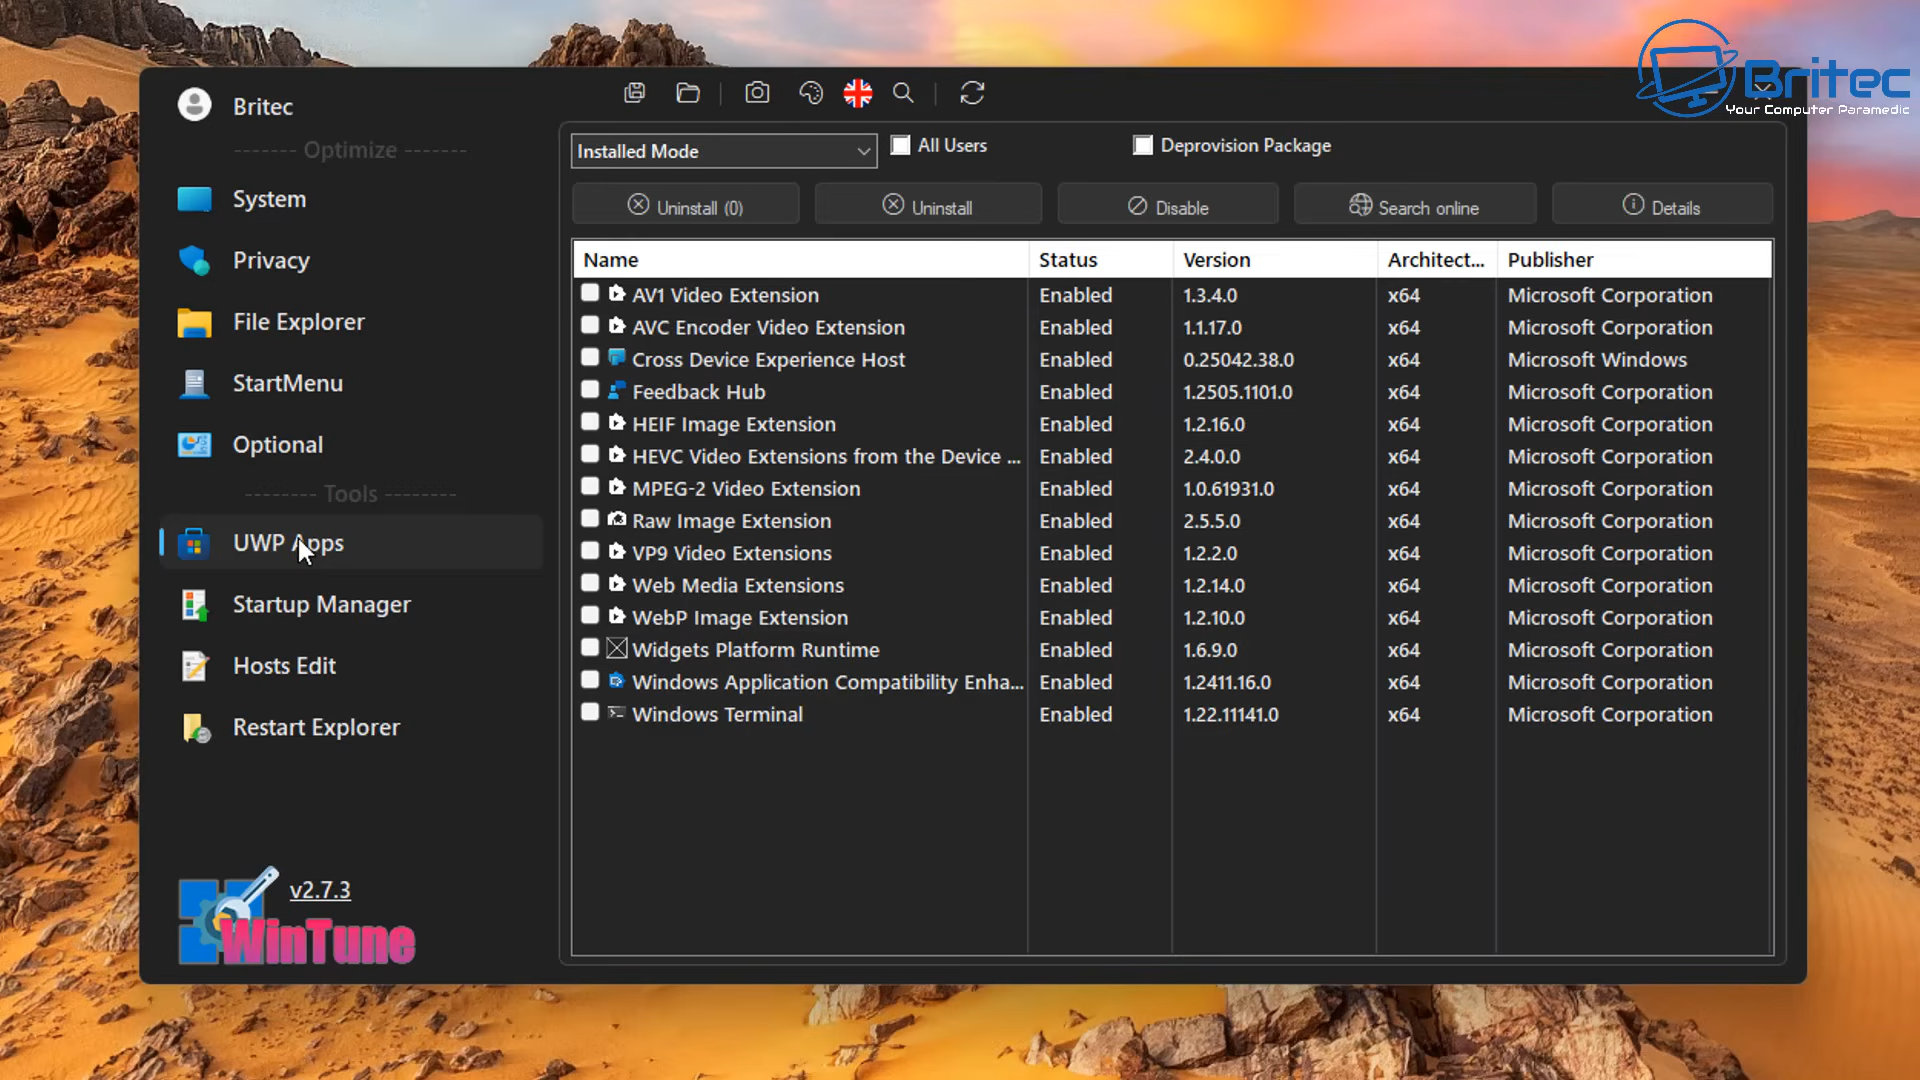 Britec
Your Computer Paramedic
Britec
------- Optimize -------
System
Privacy
File Explorer
StartMenu
Optional
-------- Tools --------
UWP Apps
Startup Manager
Hosts Edit
Restart Explorer
v2.7.3
WinTune
Installed Mode
All Users
Deprovision Package
Uninstall (0)
Uninstall
Disable
Search online
Details
Name Status Version Architect... Publisher
AV1 Video Extension Enabled 1.3.4.0 x64 Microsoft Corporation
AVC Encoder Video Extension Enabled 1.1.17.0 x64 Microsoft Corporation
Cross Device Experience Host Enabled 0.25042.38.0 x64 Microsoft Windows
Feedback Hub Enabled 1.2505.1101.0 x64 Microsoft Corporation
HEIF Image Extension Enabled 1.2.16.0 x64 Microsoft Corporation
HEVC Video Extensions from the Device ... Enabled 2.4.0.0 x64 Microsoft Corporation
MPEG-2 Video Extension Enabled 1.0.61931.0 x64 Microsoft Corporation
Raw Image Extension Enabled 2.5.5.0 x64 Microsoft Corporation
VP9 Video Extensions Enabled 1.2.2.0 x64 Microsoft Corporation
Web Media Extensions Enabled 1.2.14.0 x64 Microsoft Corporation
WebP Image Extension Enabled 1.2.10.0 x64 Microsoft Corporation
Widgets Platform Runtime Enabled 1.6.9.0 x64 Microsoft Corporation
Windows Application Compatibility Enha... Enabled 1.2411.16.0 x64 Microsoft Corporation
Windows Terminal Enabled 1.22.11141.0 x64 Microsoft Corporation